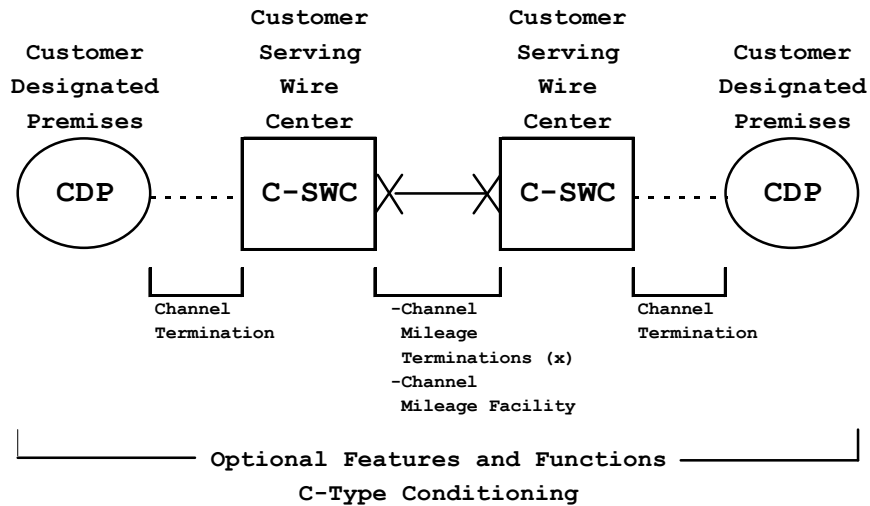 Customer
Designated
Premises
Customer
Serving
Wire
Center
Customer
Serving
Wire
Center
Customer
Designated
Premises
CDP
C-SWC
C-SWC
CDP
Channel
Termination
-Channel
Mileage
Terminations (x)
-Channel
Mileage Facility
Channel
Termination
Optional Features and Functions
C-Type Conditioning